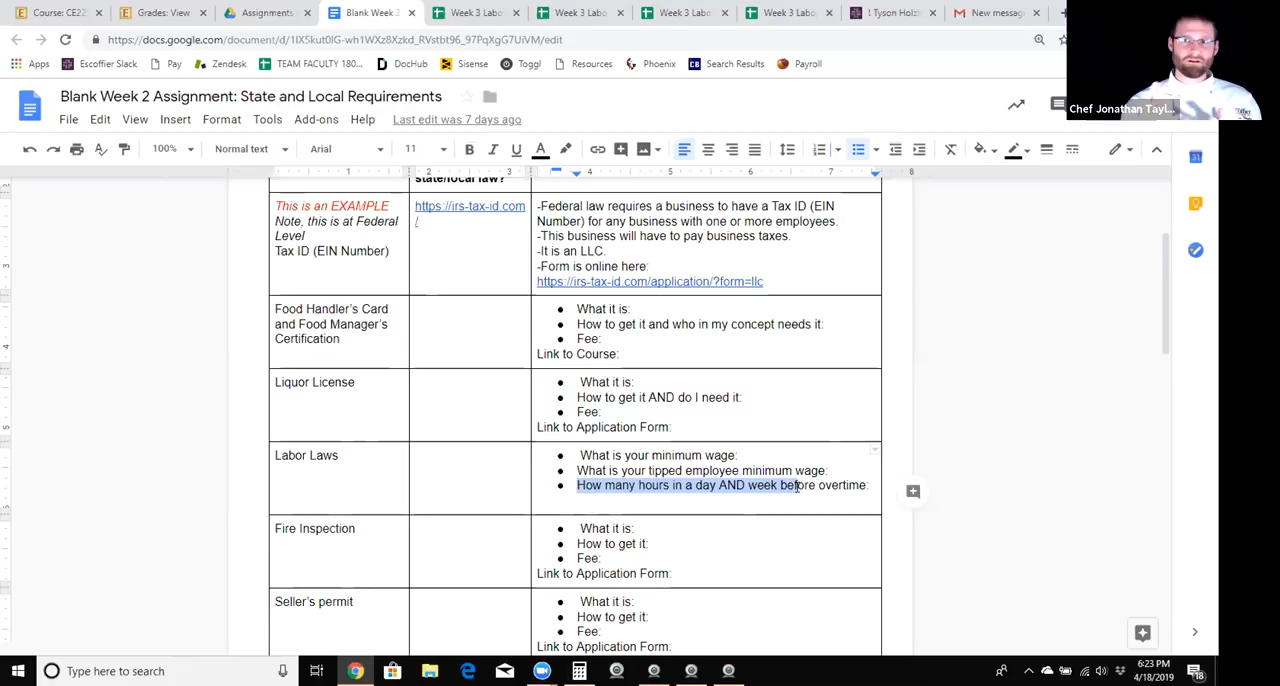 Course: CE22
Grades: View
Assignments
Blank Week 2
Week 3 Labo
Week 3 Labo
Week 3 Labo
Week 3 Labo
! Tyson Holzh
New messag
https://docs.google.com/document/d/1IX5kut0IG-wh1WXz8Xzkd_RVstbt96_97PqXgG7UiVM/edit
Apps
Escoffier Slack
Pay
Zendesk
TEAM FACULTY 180...
DocHub
Sisense
Toggl
Resources
Phoenix
Search Results
Payroll
Chef Jonathan Tayl...
Blank Week 2 Assignment: State and Local Requirements
File Edit View Insert Format Tools Add-ons Help Last edit was 7 days ago
100% Normal text Arial 11
1 2 3 4 5 6 7 8
state/local law?
This is an EXAMPLE
Note, this is at Federal
Level
Tax ID (EIN Number)
https://irs-tax-id.com
/
-Federal law requires a business to have a Tax ID (EIN
Number) for any business with one or more employees.
-This business will have to pay business taxes.
-It is an LLC.
-Form is online here:
https://irs-tax-id.com/application/?form=llc
Food Handler's Card
and Food Manager's
Certification
● What it is:
● How to get it and who in my concept needs it:
● Fee:
Link to Course:
Liquor License
● What it is:
● How to get it AND do I need it:
● Fee:
Link to Application Form:
Labor Laws
● What is your minimum wage:
● What is your tipped employee minimum wage:
● How many hours in a day AND week before overtime:
Fire Inspection
● What it is:
● How to get it:
● Fee:
Link to Application Form:
Seller's permit
● What it is:
● How to get it:
● Fee:
Link to Application Form:
Type here to search
6:23 PM
4/18/2019
18